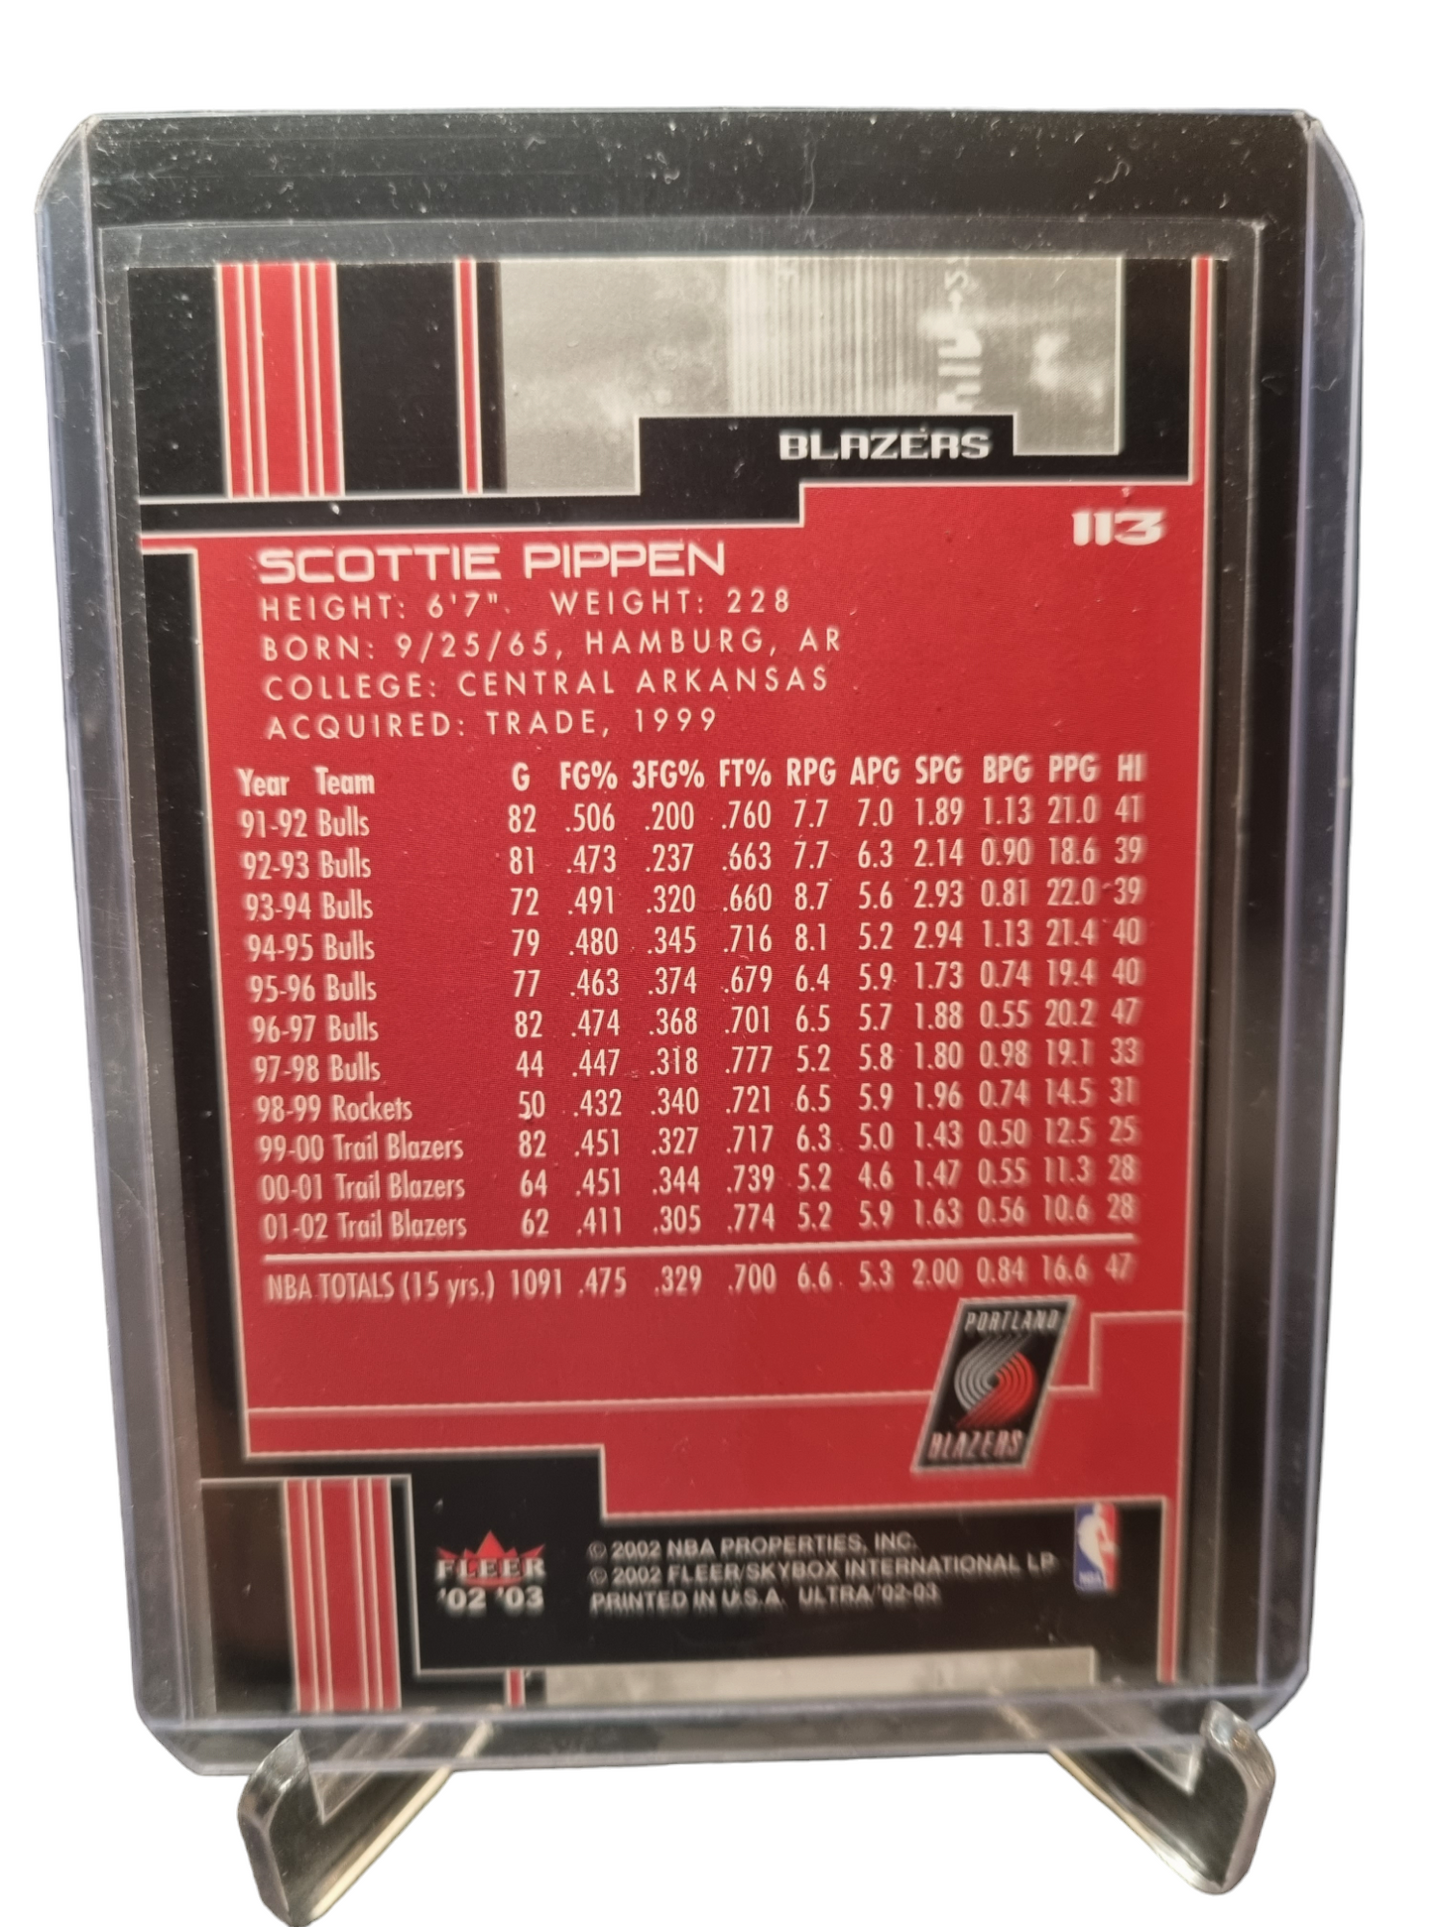 BLAZERS
113
SCOTTIE PIPPEN
HEIGHT: 6'7". WEIGHT: 228
BORN: 9/25/65, HAMBURG, AR
COLLEGE: CENTRAL ARKANSAS
ACQUIRED: TRADE, 1999
Year Team G FG% 3FG% FT% RPG APG SPG BPG PPG HI
91-92 Bulls 82 .506 .200 .760 7.7 7.0 1.89 1.13 21.0 41
92-93 Bulls 81 .473 .237 .663 7.7 6.3 2.14 0.90 18.6 39
93-94 Bulls 72 .491 .320 .660 8.7 5.6 2.93 0.81 22.0 39
94-95 Bulls 79 .480 .345 .716 8.1 5.2 2.94 1.13 21.4 40
95-96 Bulls 77 .463 .374 .679 6.4 5.9 1.73 0.74 19.4 40
96-97 Bulls 82 .474 .368 .701 6.5 5.7 1.88 0.55 20.2 47
97-98 Bulls 44 .447 .318 .777 5.2 5.8 1.80 0.98 19.1 33
98-99 Rockets 50 .432 .340 .721 6.5 5.9 1.96 0.74 14.5 31
99-00 Trail Blazers 82 .451 .327 .717 6.3 5.0 1.43 0.50 12.5 25
00-01 Trail Blazers 64 .451 .344 .739 5.2 4.6 1.47 0.55 11.3 28
01-02 Trail Blazers 62 .411 .305 .774 5.2 5.9 1.63 0.56 10.6 28
NBA TOTALS (15 yrs.) 1091 .475 .329 .700 6.6 5.3 2.00 0.84 16.6 47
PORTLAND
BLAZERS
FLEER
'02 '03
© 2002 NBA PROPERTIES, INC.
© 2002 FLEER/SKYBOX INTERNATIONAL LP
PRINTED IN U.S.A. ULTRA '02-03
NBA